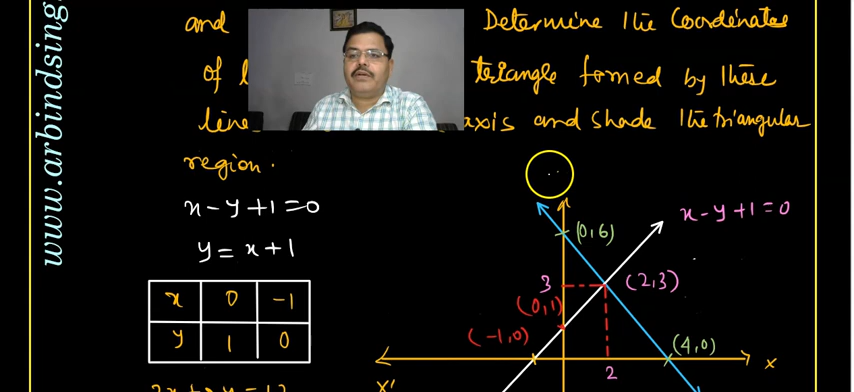 www.arbindsing
and Determine the Coordinates
of triangle formed by these
line axis and shade the triangular
region.
x - y + 1 = 0
y = x + 1
x 0 -1
y 1 0
x - y + 1 = 0
(0,6)
3 (2,3)
(0,1)
(-1,0)
(4,0)
2
X' X